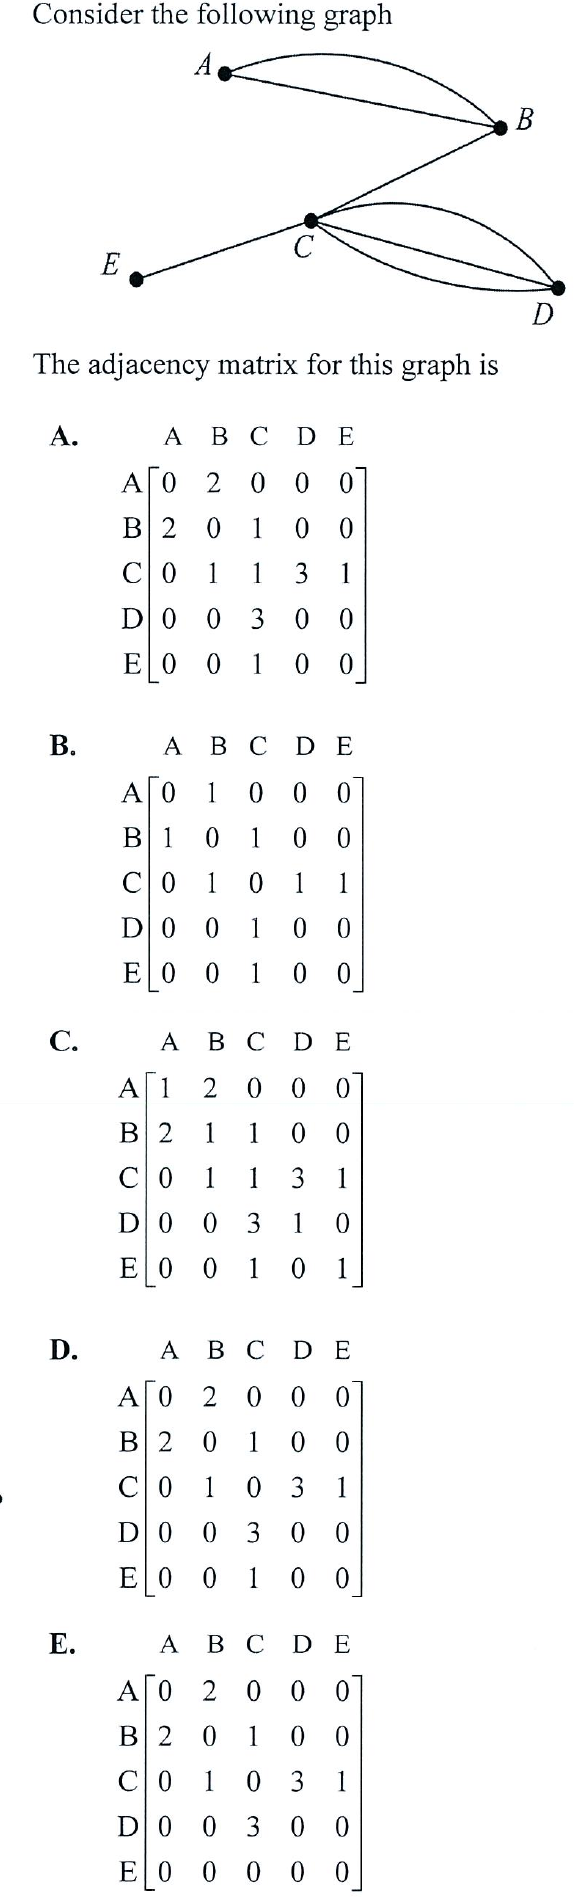 Consider the following graph
A
B
C
E
D
The adjacency matrix for this graph is
A. A B C D E
A 0 2 0 0 0
B 2 0 1 0 0
C 0 1 1 3 1
D 0 0 3 0 0
E 0 0 1 0 0
B. A B C D E
A 0 1 0 0 0
B 1 0 1 0 0
C 0 1 0 1 1
D 0 0 1 0 0
E 0 0 1 0 0
C. A B C D E
A 1 2 0 0 0
B 2 1 1 0 0
C 0 1 1 3 1
D 0 0 3 1 0
E 0 0 1 0 1
D. A B C D E
A 0 2 0 0 0
B 2 0 1 0 0
C 0 1 0 3 1
D 0 0 3 0 0
E 0 0 1 0 0
E. A B C D E
A 0 2 0 0 0
B 2 0 1 0 0
C 0 1 0 3 1
D 0 0 3 0 0
E 0 0 0 0 0